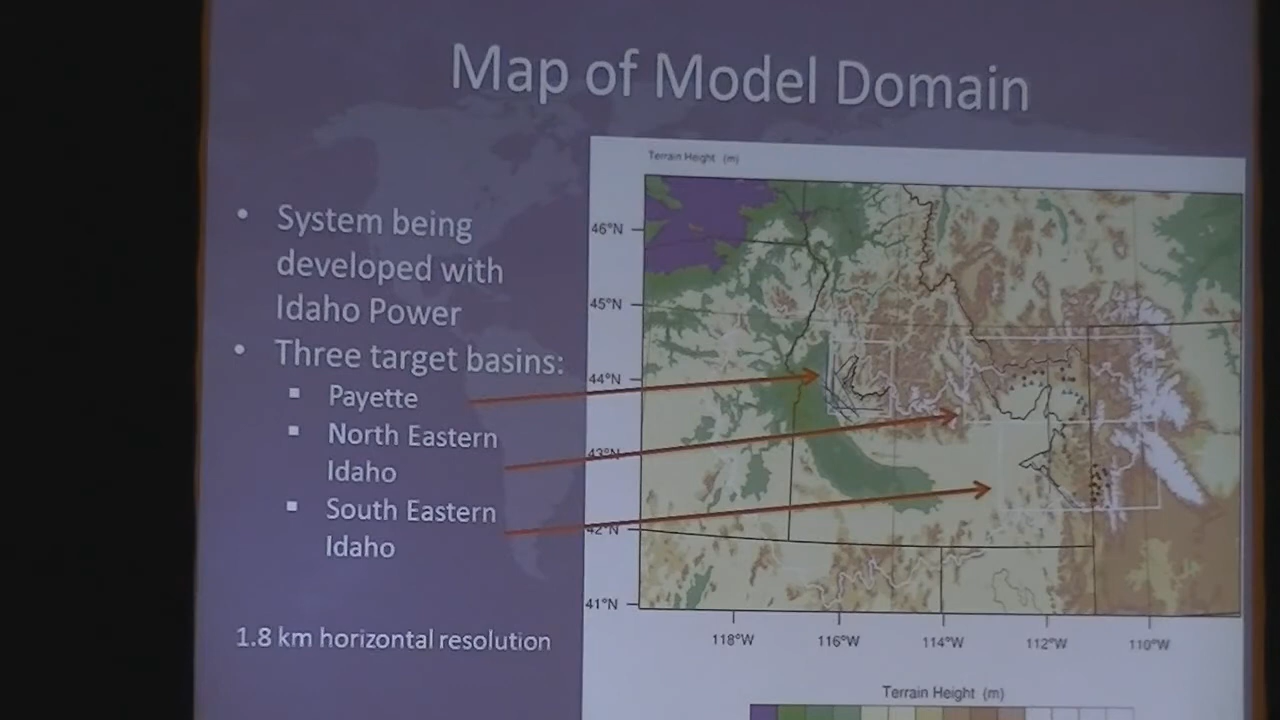 Map of Model Domain
• System being
developed with
Idaho Power
• Three target basins:
▪ Payette
▪ North Eastern
Idaho
▪ South Eastern
Idaho
1.8 km horizontal resolution
Terrain Height (m)
46°N
45°N
44°N
43°N
42°N
41°N
118°W 116°W 114°W 112°W 110°W
Terrain Height (m)